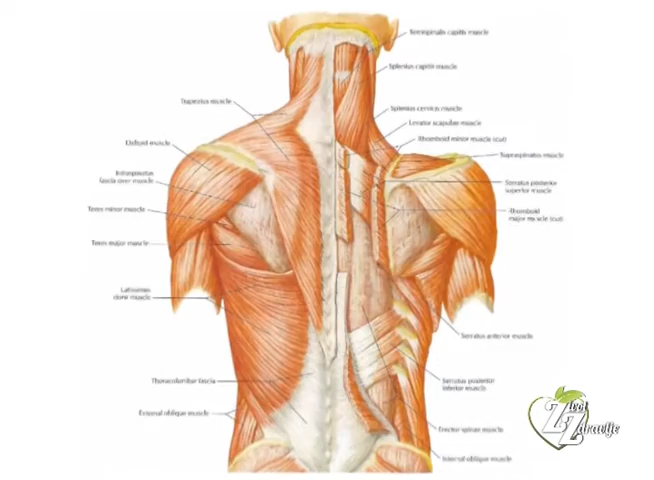 Semispinalis capitis muscle
Splenius capitis muscle
Trapezius muscle
Splenius cervicis muscle
Levator scapulae muscle
Rhomboid minor muscle (cut)
Deltoid muscle
Supraspinatus muscle
Infraspinatus
fascia over muscle
Serratus posterior
superior muscle
Teres minor muscle
Rhomboid
major muscle (cut)
Teres major muscle
Latissimus
dorsi muscle
Serratus anterior muscle
Thoracolumbar fascia
Serratus posterior
inferior muscle
External oblique muscle
Erector spinae muscle
Internal oblique muscle
Zivot
Zdravlje